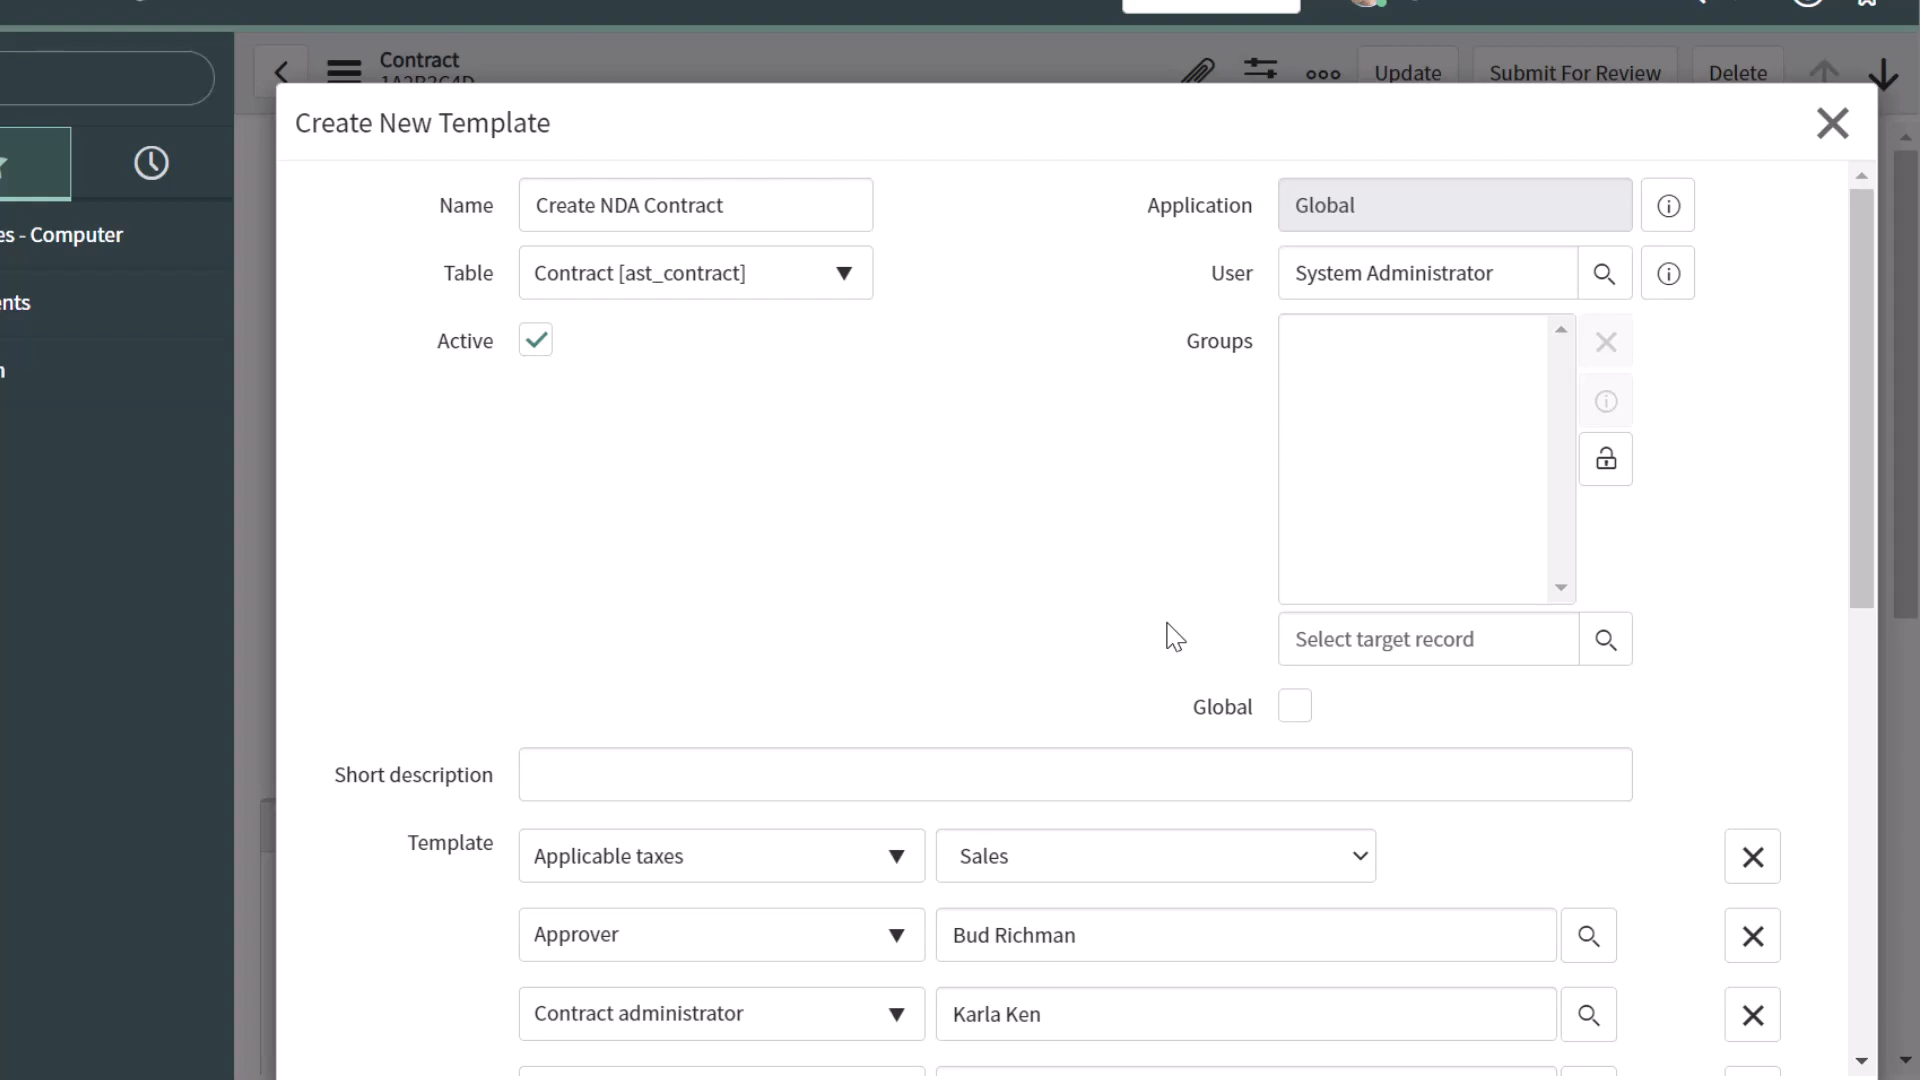 Contract
1A2B3C4D
Update
Submit For Review
Delete
Create New Template
Name
Create NDA Contract
Application
Global
es - Computer
Table
Contract [ast_contract]
User
System Administrator
ents
Active
Groups
n
Select target record
Global
Short description
Template
Applicable taxes
Sales
Approver
Bud Richman
Contract administrator
Karla Ken